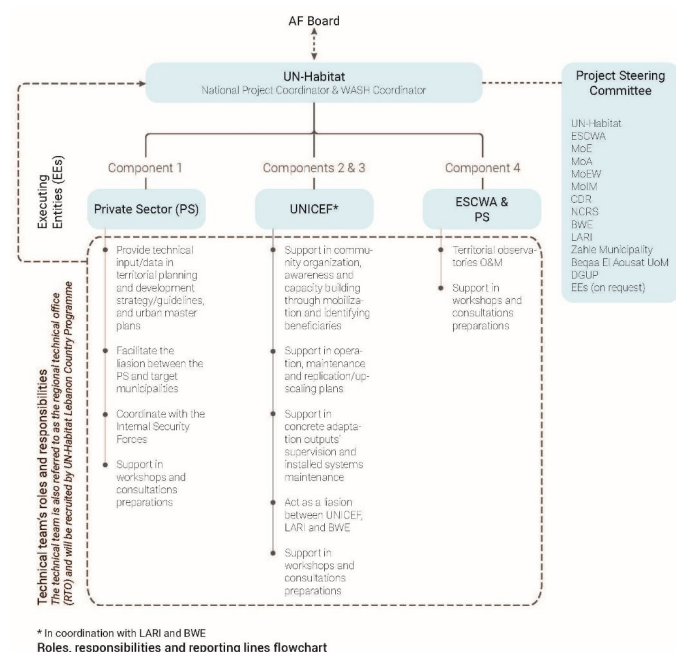 AF Board
UN-Habitat
National Project Coordinator & WASH Coordinator
Project Steering
Committee
UN-Habitat
ESCWA
MoE
MoA
MoEW
MoIM
CDR
NCRS
BWE
LARI
Zahle Municipality
Beqaa El Aousat UoM
DGUP
EEs (on request)
Executing
Entities (EEs)
Component 1
Private Sector (PS)
Provide technical
input/data in
territorial planning
and development
strategy/guidelines,
and urban master
plans
Facilitate the
liasion between the
PS and target
municipalities
Coordinate with the
Internal Security
Forces
Support in
workshops and
consultations
preparations
Components 2 & 3
UNICEF*
Support in commu-
nity organization,
awareness and
capacity building
through mobiliza-
tion and identifying
beneficiaries
Support in opera-
tion, maintenance
and replication/up-
scaling plans
Support in
concrete adapta-
tion outputs'
supervision and
installed systems
maintenance
Act as a liasion
between UNICEF,
LARI and BWE
Support in
workshops and
consultations
preparations
Component 4
ESCWA &
PS
Territorial observa-
tories O&M
Support in
workshops and
consultations
preparations
Technical team's roles and responsibilities
The technical team is also referred to as the regional technical office
(RTO) and will be recruited by UN-Habitat Lebanon Country Programme
* In coordination with LARI and BWE
Roles, responsibilities and reporting lines flowchart